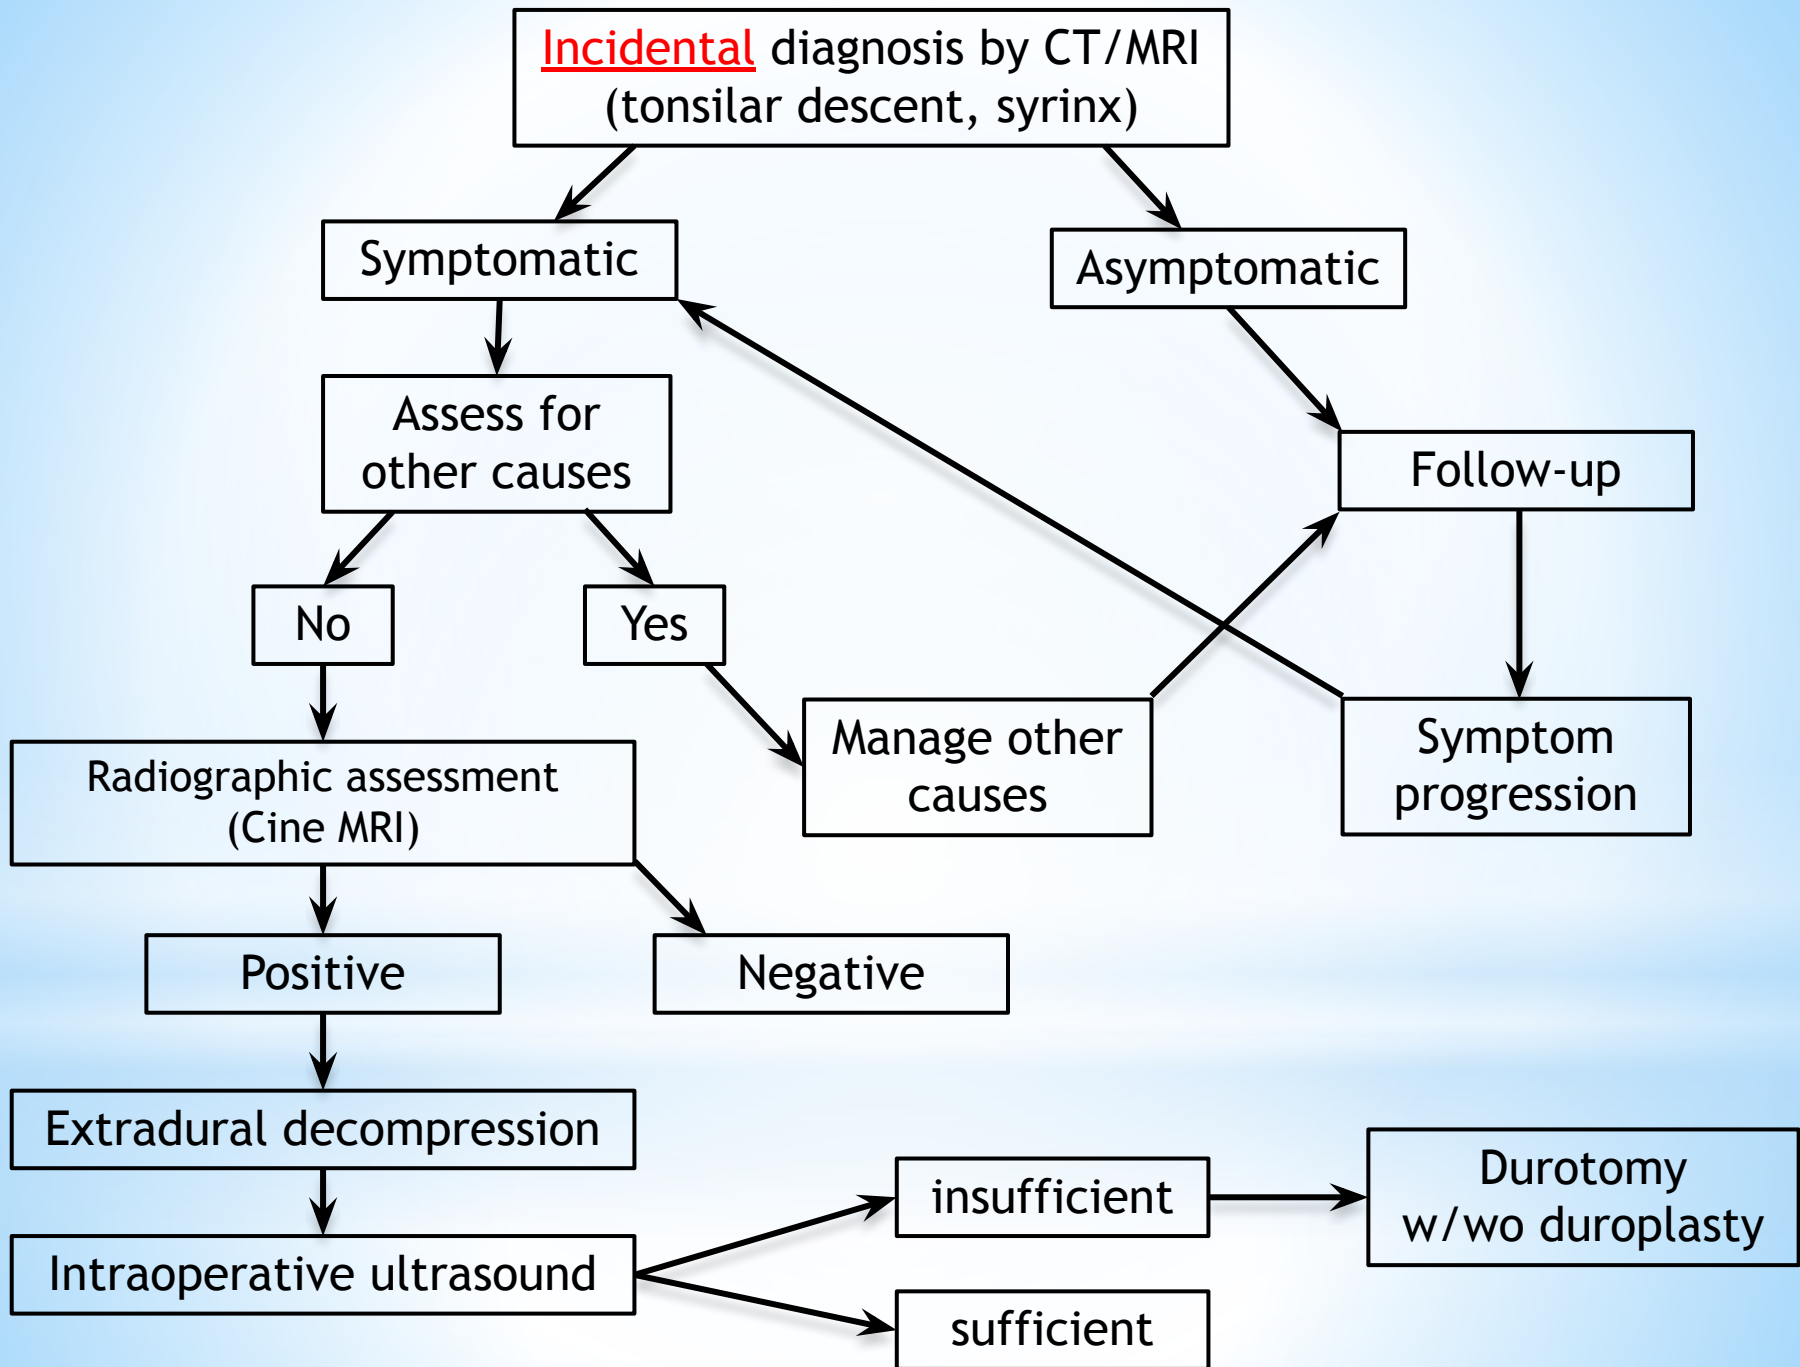 Incidental diagnosis by CT/MRI
(tonsilar descent, syrinx)
Symptomatic
Asymptomatic
Assess for
other causes
Follow-up
No
Yes
Manage other
causes
Symptom
progression
Radiographic assessment
(Cine MRI)
Positive
Negative
Extradural decompression
insufficient
Durotomy
w/wo duroplasty
Intraoperative ultrasound
sufficient